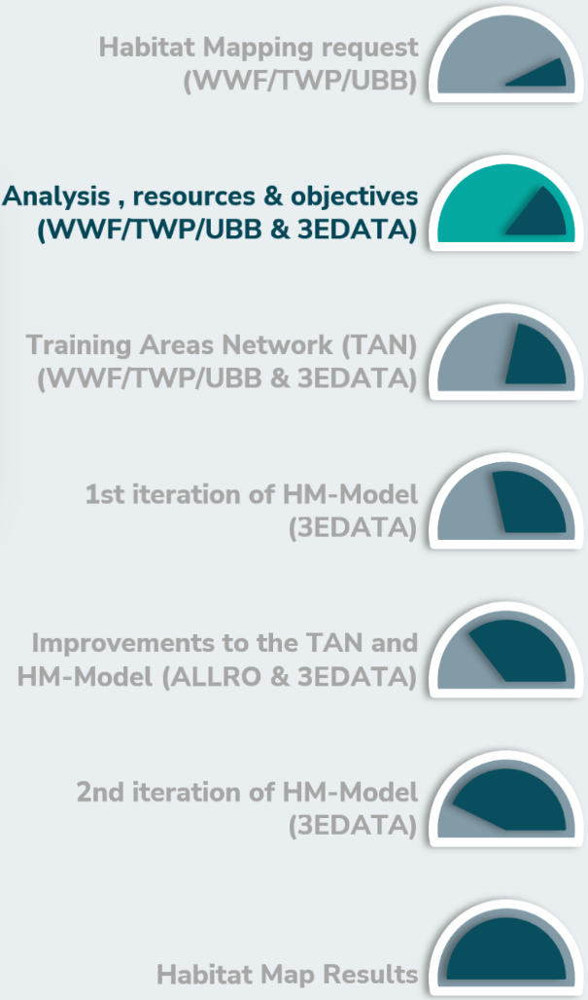 Habitat Mapping request
(WWF/TWP/UBB)
Analysis , resources & objectives
(WWF/TWP/UBB & 3EDATA)
Training Areas Network (TAN)
(WWF/TWP/UBB & 3EDATA)
1st iteration of HM-Model
(3EDATA)
Improvements to the TAN and
HM-Model (ALLRO & 3EDATA)
2nd iteration of HM-Model
(3EDATA)
Habitat Map Results